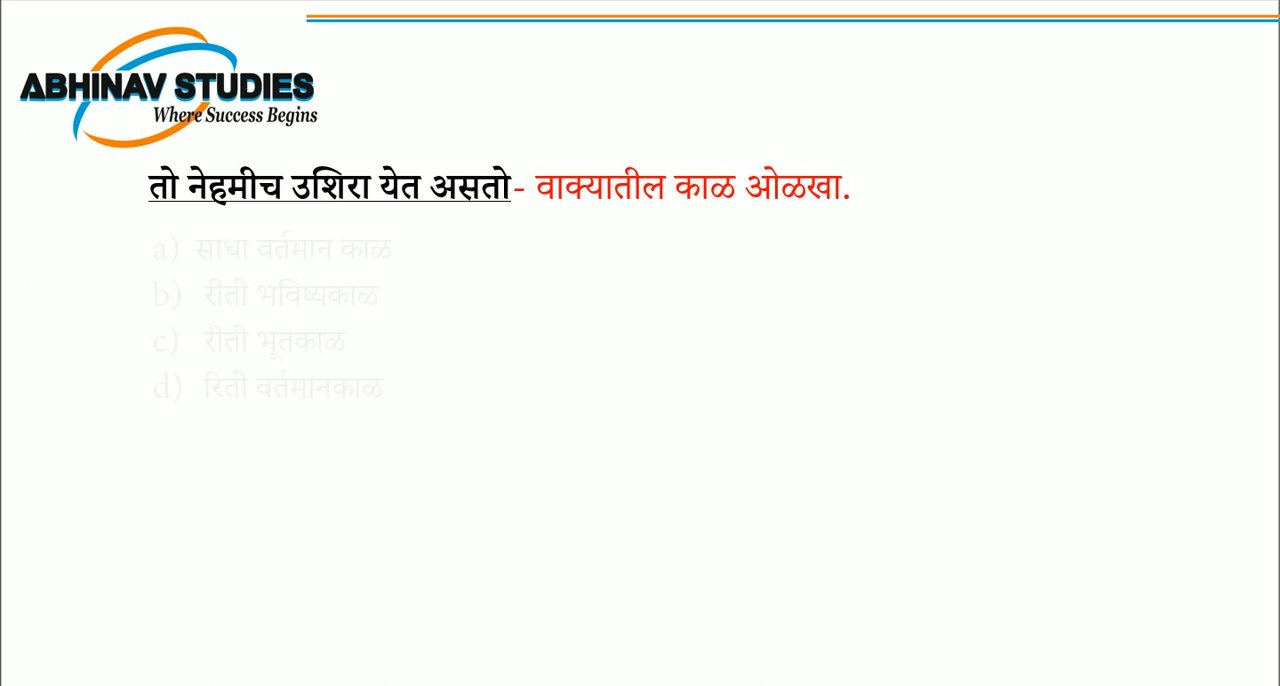 ABHINAV STUDIES
Where Success Begins
तो नेहमीच उशिरा येत असतो- वाक्यातील काळ ओळखा.
a) साधा वर्तमान काळ
b) रीती भविष्यकाळ
c) रीती भूतकाळ
d) रिती वर्तमानकाळ